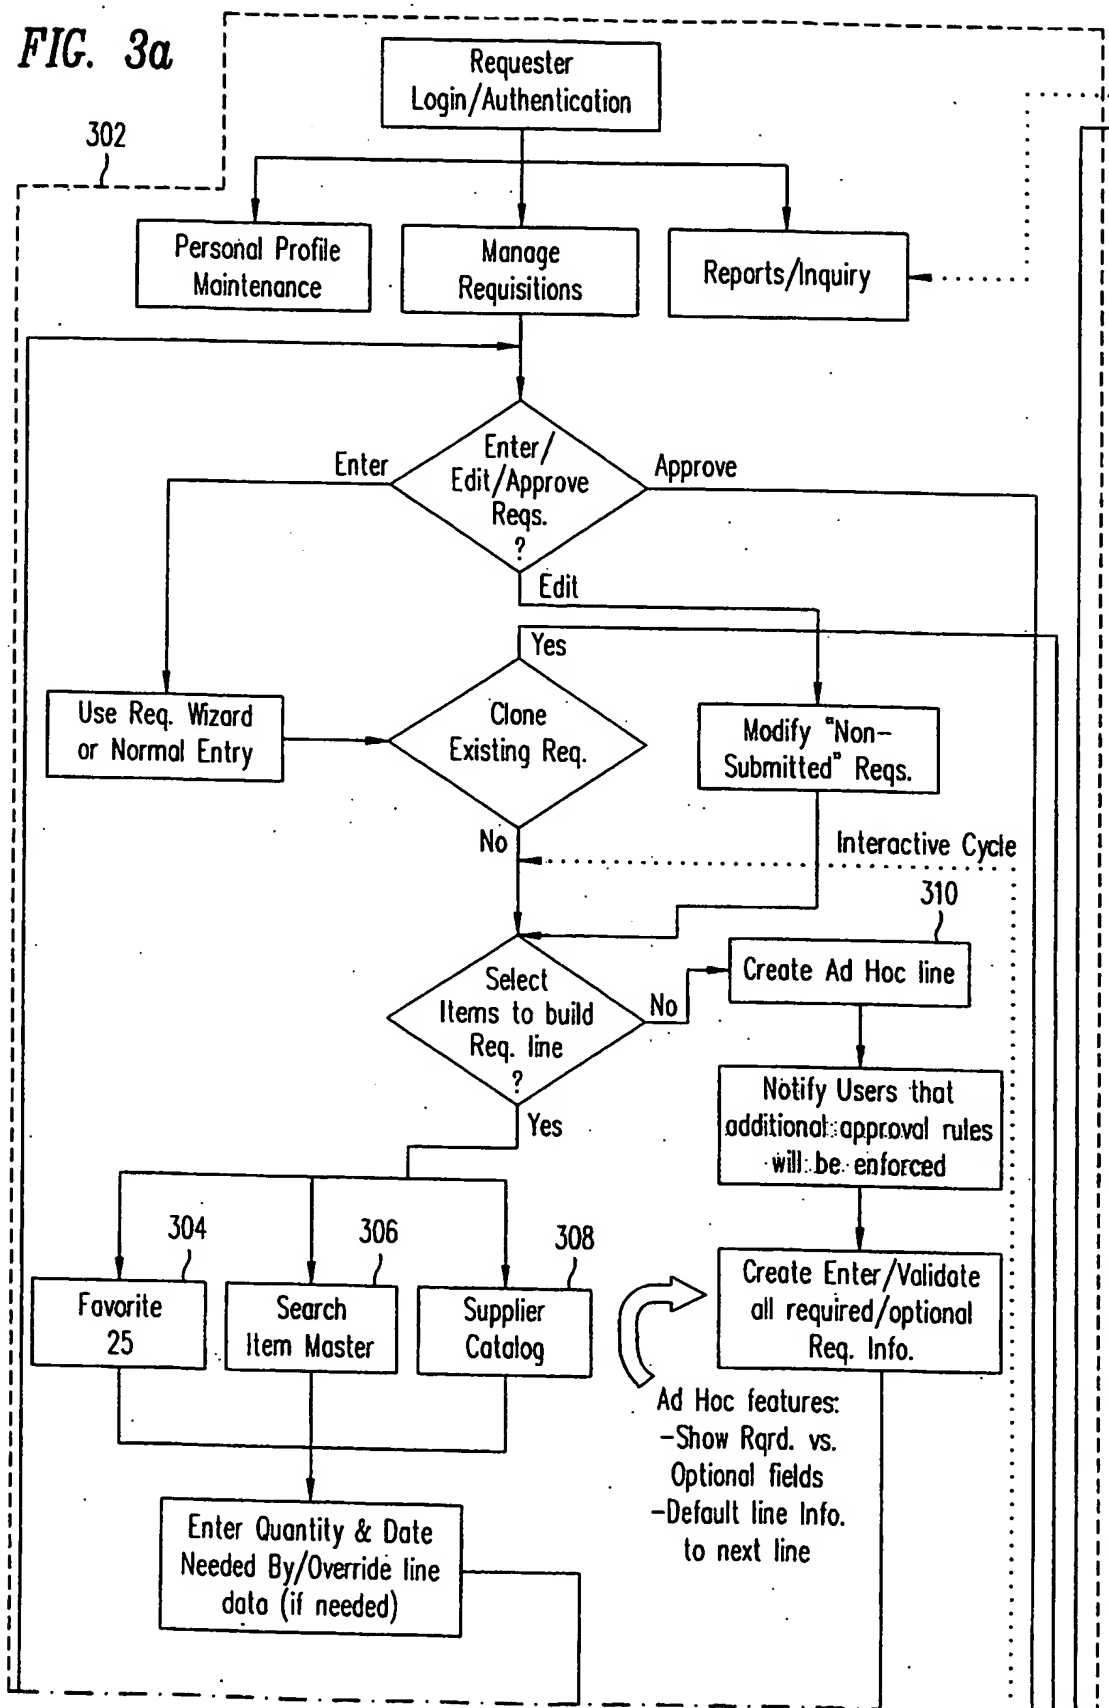 FIG. 3a
Requester
Login/Authentication
302
Personal Profile
Maintenance
Manage
Requisitions
Reports/Inquiry
Enter
Enter/
Edit/Approve
Reqs.
?
Approve
Edit
Yes
Use Req. Wizard
or Normal Entry
Clone
Existing Req.
Modify "Non-
Submitted" Reqs.
No
Interactive Cycle
310
Select
Items to build
Req. line
?
No
Create Ad Hoc line
Yes
Notify Users that
additional approval rules
will be enforced
304
306
308
Favorite
25
Search
Item Master
Supplier
Catalog
Create Enter/Validate
all required/optional
Req. Info.
Ad Hoc features:
-Show Rqrd. vs.
Optional fields
-Default line Info.
to next line
Enter Quantity & Date
Needed By/Override line
data (if needed)